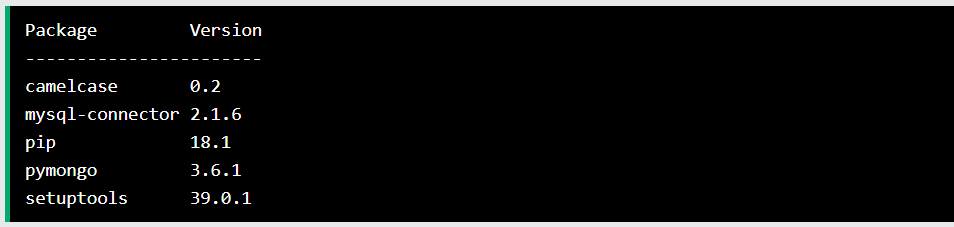 Package         Version
-----------------------
camelcase       0.2
mysql-connector 2.1.6
pip             18.1
pymongo         3.6.1
setuptools      39.0.1